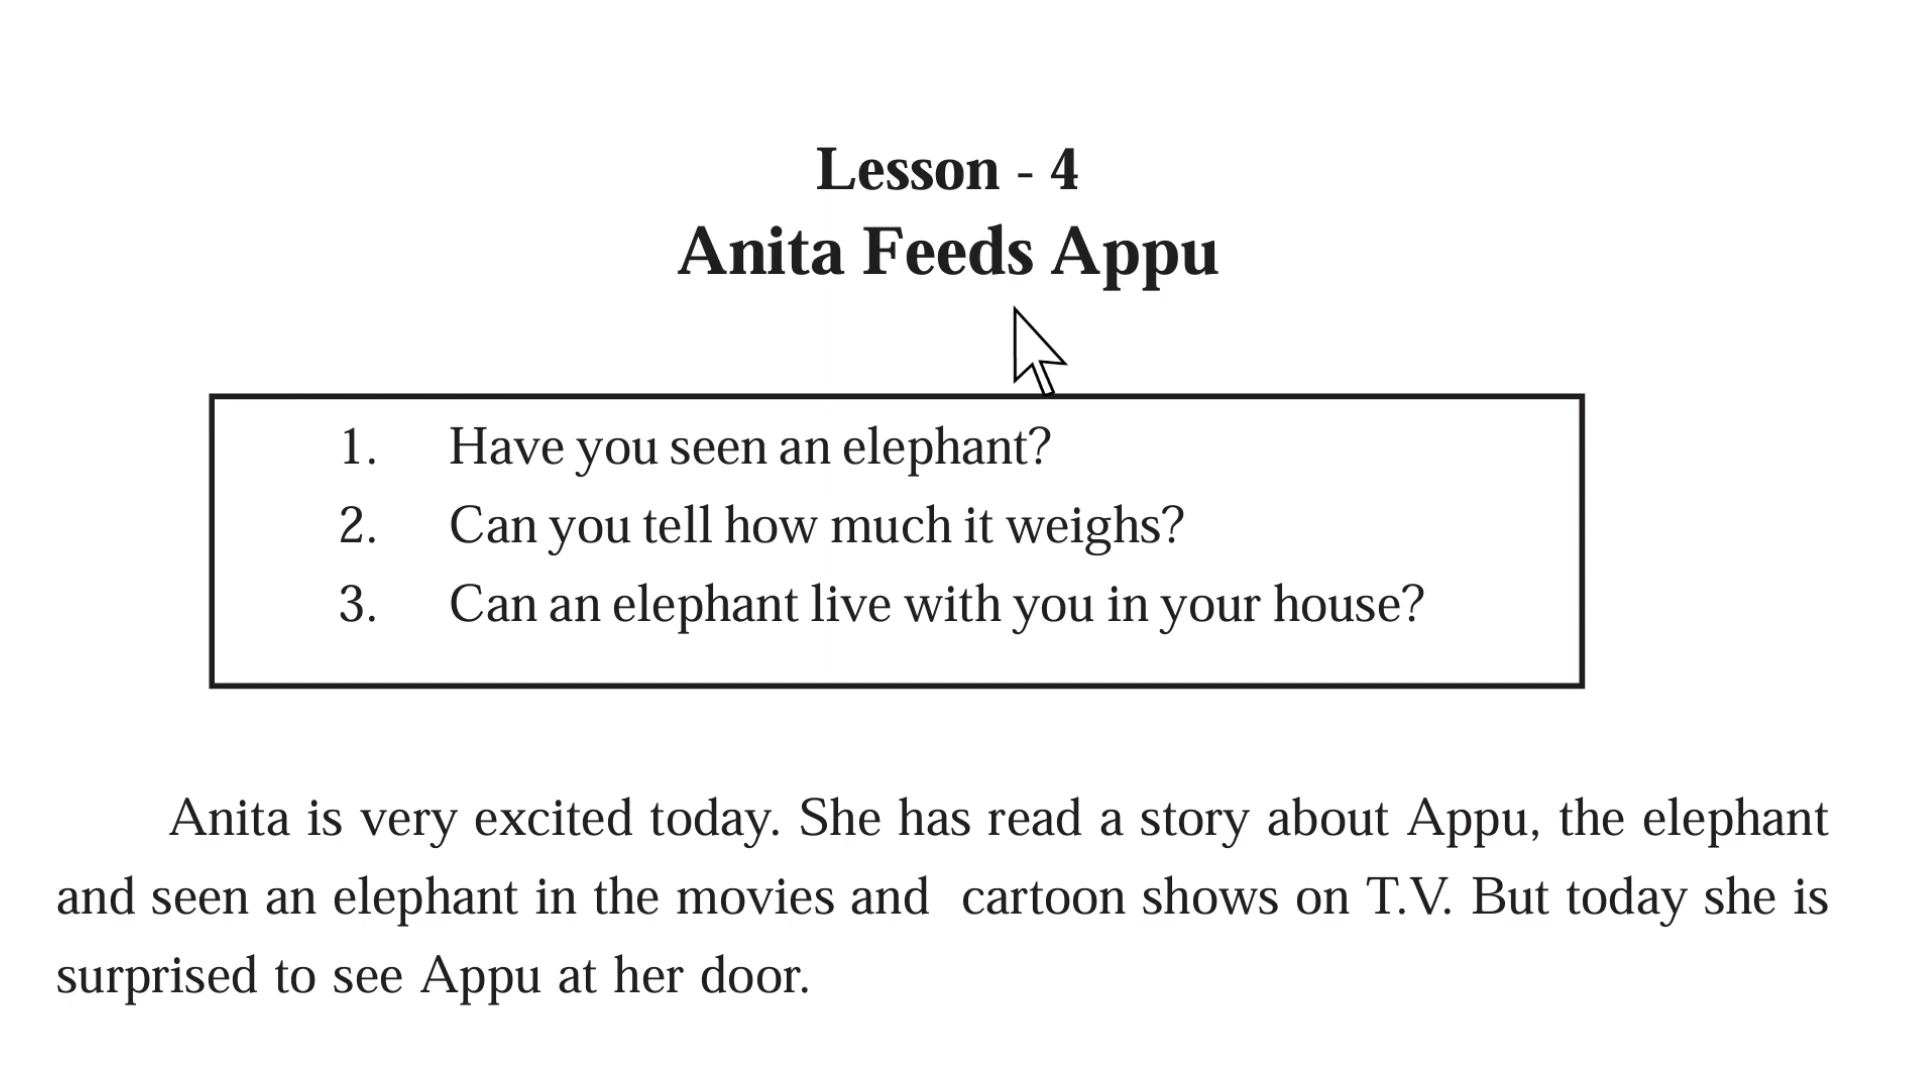 Lesson - 4
Anita Feeds Appu
1. Have you seen an elephant?
2. Can you tell how much it weighs?
3. Can an elephant live with you in your house?
Anita is very excited today. She has read a story about Appu, the elephant
and seen an elephant in the movies and cartoon shows on T.V. But today she is
surprised to see Appu at her door.